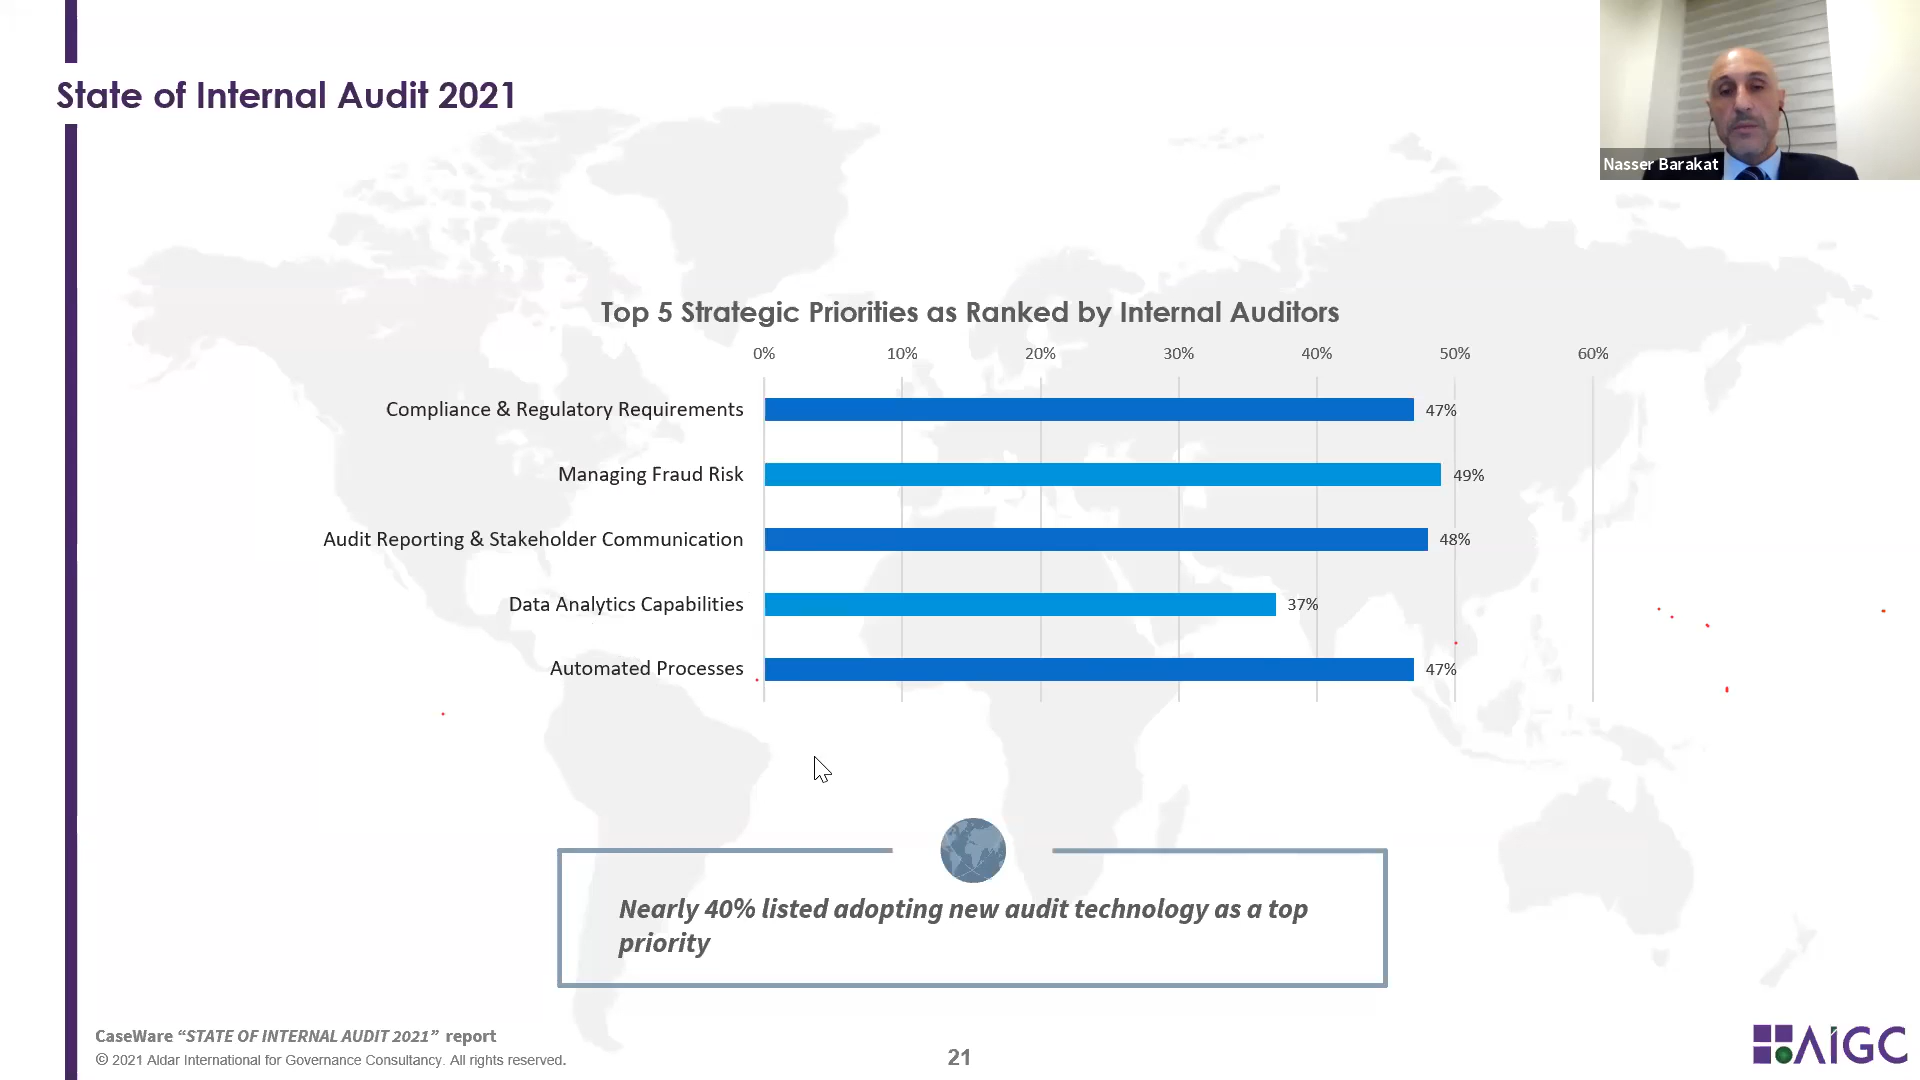 State of Internal Audit 2021
Nasser Barakat
Top 5 Strategic Priorities as Ranked by Internal Auditors
0% 10% 20% 30% 40% 50% 60%
Compliance & Regulatory Requirements 47%
Managing Fraud Risk 49%
Audit Reporting & Stakeholder Communication 48%
Data Analytics Capabilities 37%
Automated Processes 47%
Nearly 40% listed adopting new audit technology as a top
priority
CaseWare “STATE OF INTERNAL AUDIT 2021” report
© 2021 Aldar International for Governance Consultancy. All rights reserved.
21
AIGC